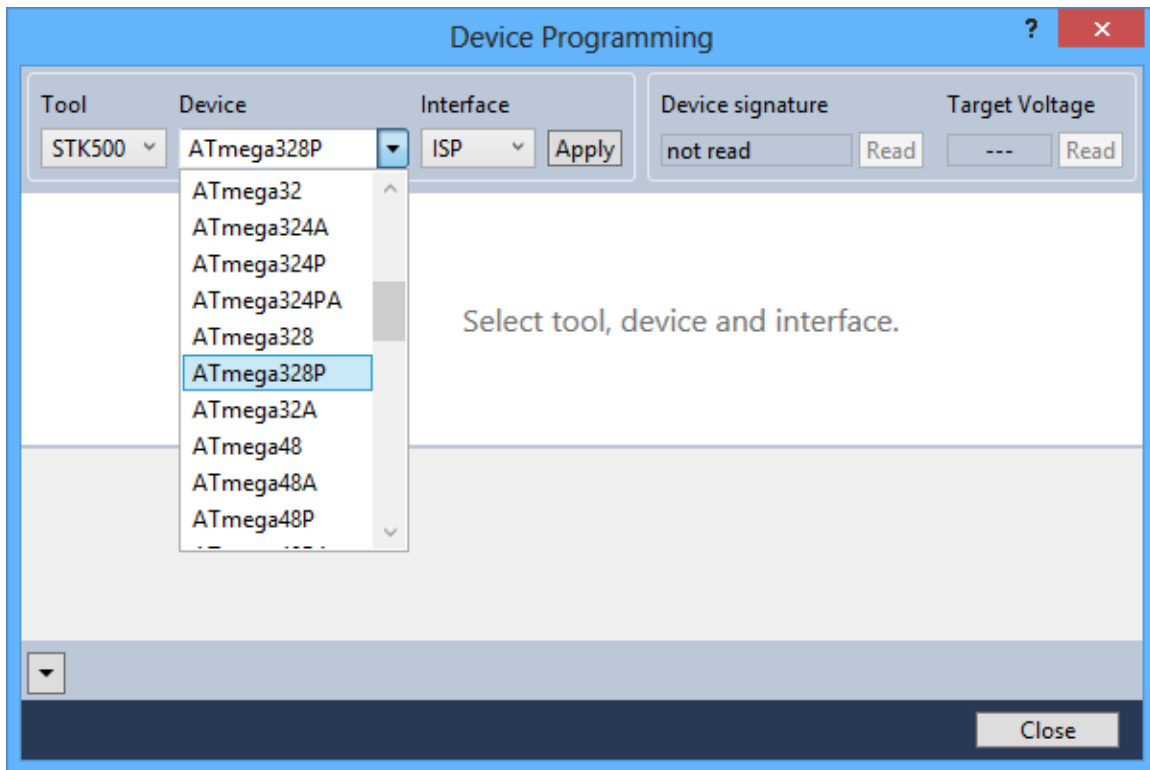 Device Programming ?
Tool Device Interface Device signature Target Voltage
STK500 ATmega328P ISP Apply not read Read --- Read
ATmega32
ATmega324A
ATmega324P
ATmega324PA
ATmega328
ATmega328P
ATmega32A
ATmega48
ATmega48A
ATmega48P
Select tool, device and interface.
Close